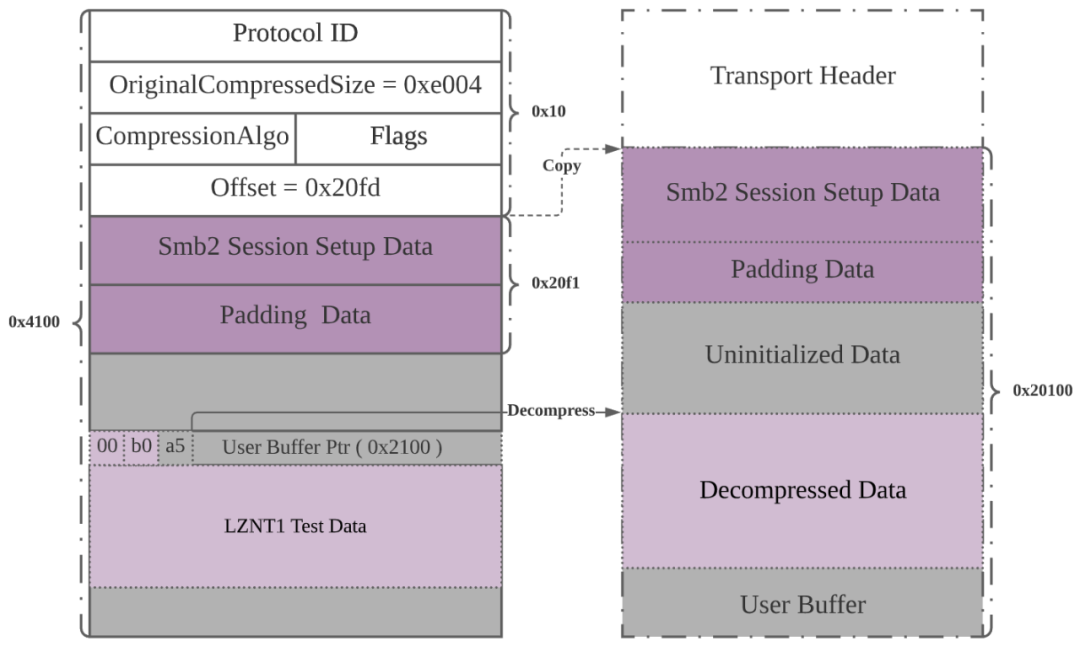 Protocol ID
OriginalCompressedSize = 0xe004
CompressionAlgo Flags
Offset = 0x20fd
0x10
Smb2 Session Setup Data
Padding Data
0x20f1
0x4100
00 b0 a5 User Buffer Ptr ( 0x2100 )
LZNT1 Test Data
Copy
Decompress
Transport Header
Smb2 Session Setup Data
Padding Data
Uninitialized Data
Decompressed Data
User Buffer
0x20100